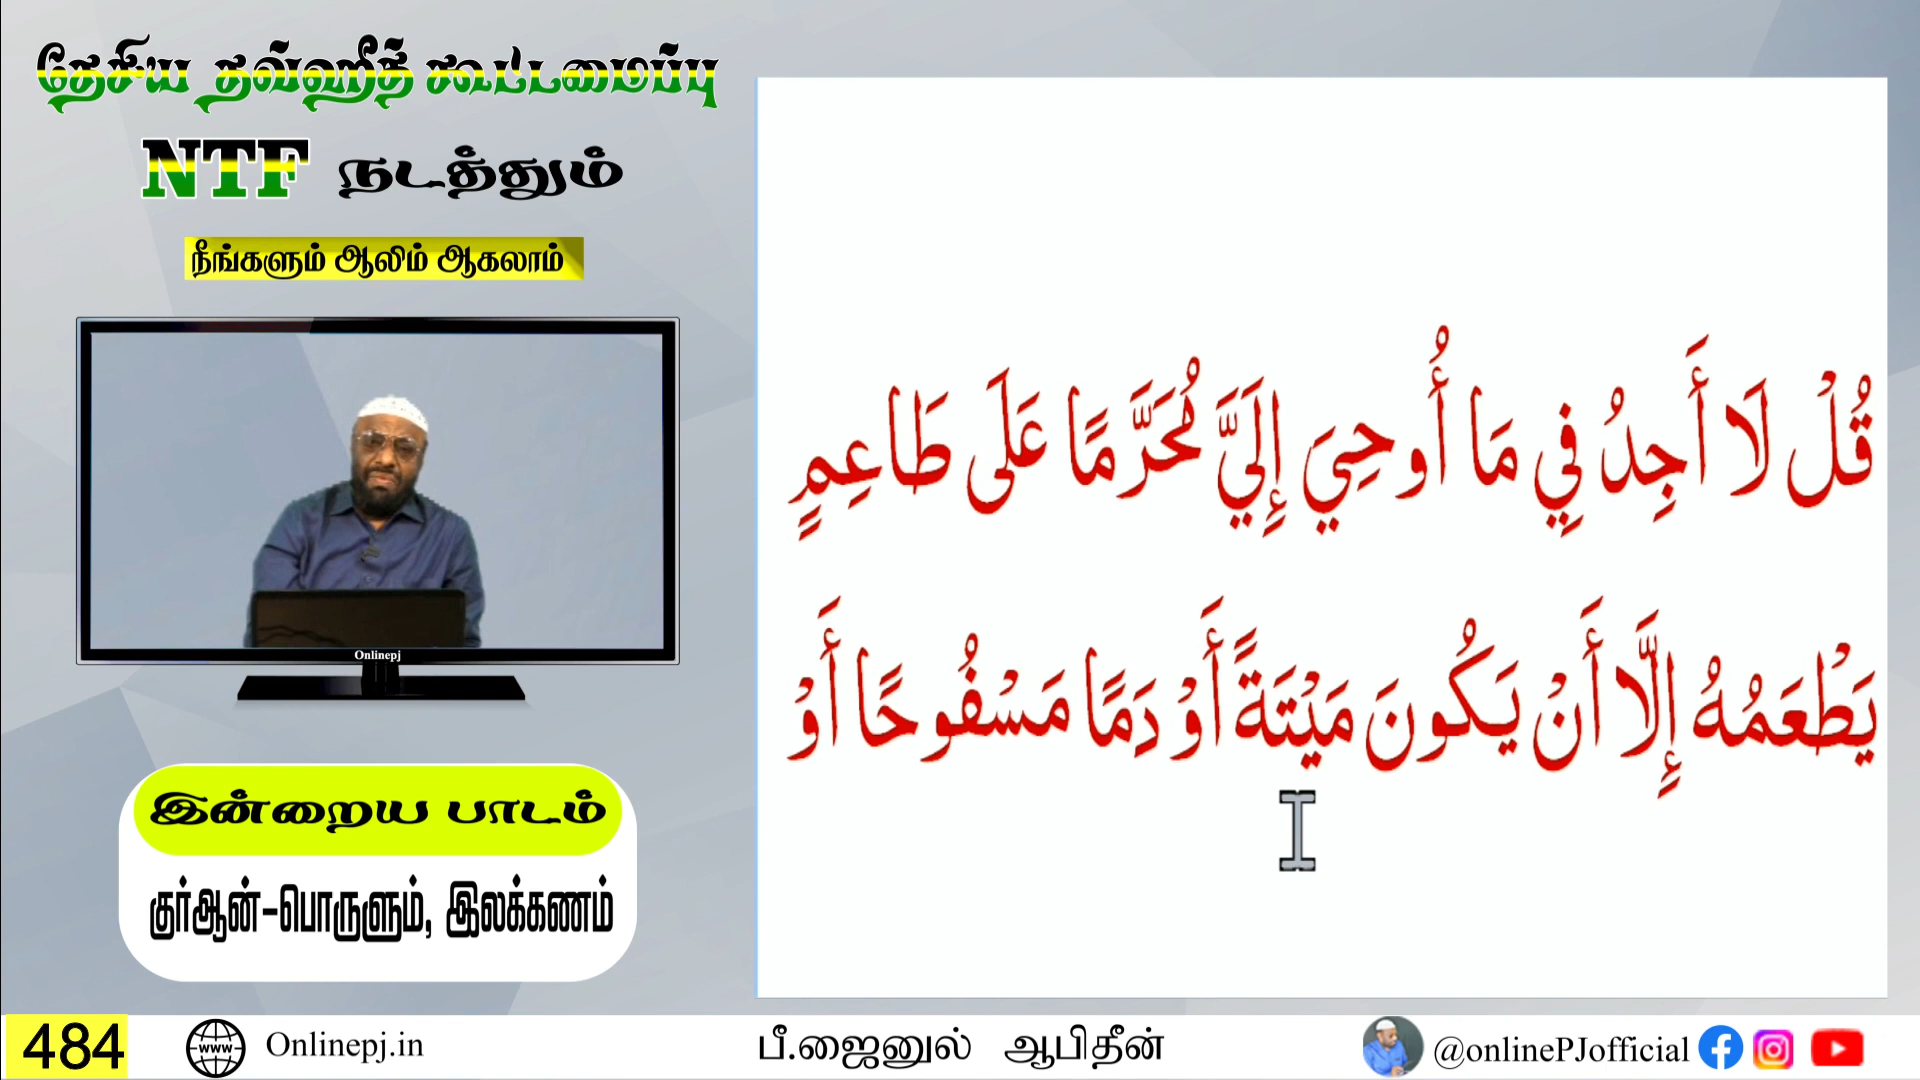 தேசிய தவ்ஹீத் கூட்டமைப்பு
NTF நடத்தும்
நீங்களும் ஆலிம் ஆகலாம்
Onlinepj
இன்றைய பாடம்
குர்ஆன்-பொருளும், இலக்கணம்
قُلْ لَا أَجِدُ فِي مَا أُوحِيَ إِلَيَّ مُحَرَّمًا عَلَى طَاعِمٍ
يَطْعَمُهُ إِلَّا أَنْ يَكُونَ مَيْتَةً أَوْ دَمًا مَسْفُوحًا أَوْ
484 www Onlinepj.in பீ.ஜைனுல் ஆபிதீன் @onlinePJofficial